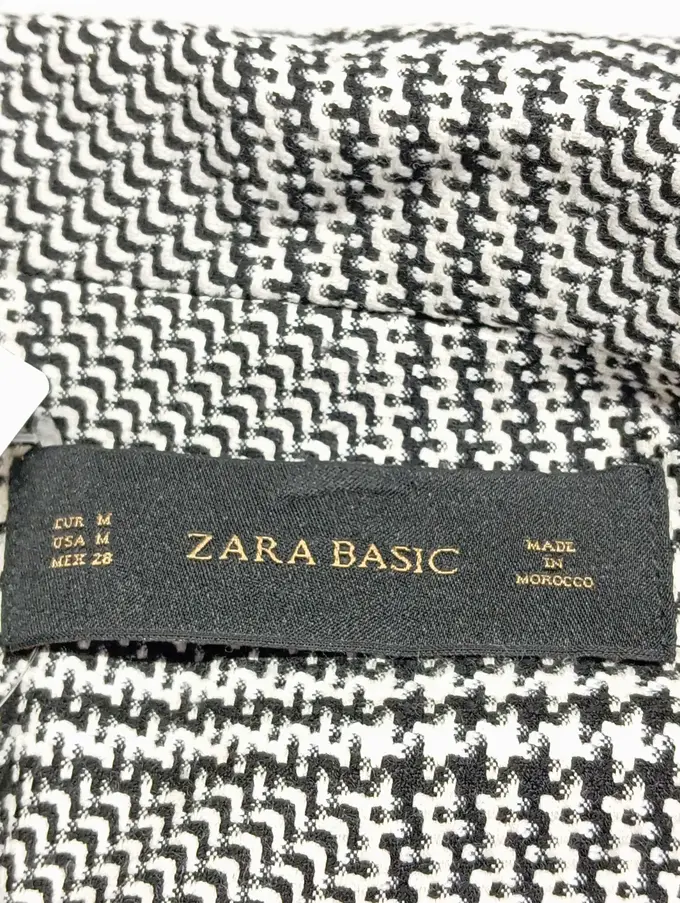 EUR M
USA M
MEX 28
ZARA BASIC
MADE
IN
MOROCCO